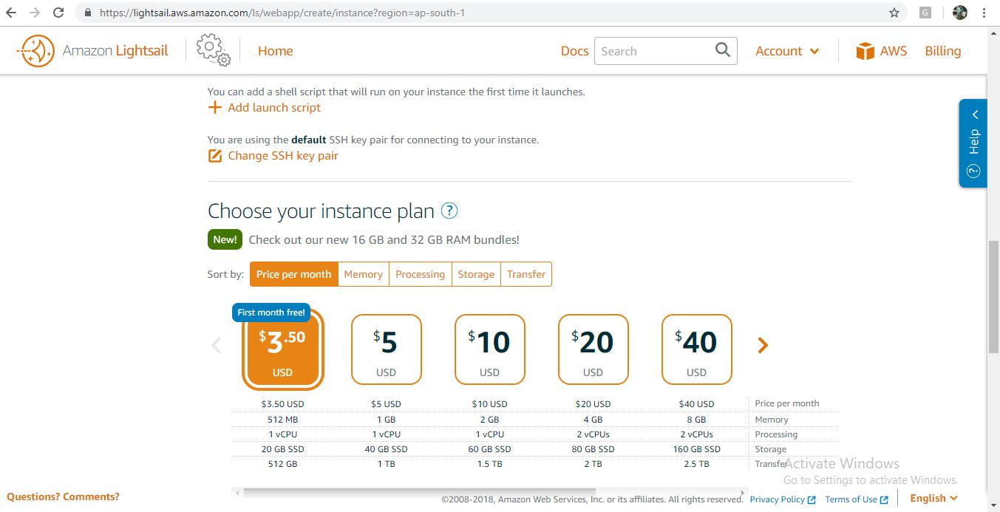 https://lightsail.aws.amazon.com/ls/webapp/create/instance?region=ap-south-1
G
Amazon Lightsail
Home
Docs
Search
Account
AWS
Billing
You can add a shell script that will run on your instance the first time it launches.
Add launch script
You are using the default SSH key pair for connecting to your instance.
Change SSH key pair
Help
?
Choose your instance plan ?
New! Check out our new 16 GB and 32 GB RAM bundles!
Sort by: Price per month Memory Processing Storage Transfer
First month free!
$3.50 $5 $10 $20 $40
USD USD USD USD USD
$3.50 USD $5 USD $10 USD $20 USD $40 USD Price per month
512 MB 1 GB 2 GB 4 GB 8 GB Memory
1 vCPU 1 vCPU 1 vCPU 2 vCPUs 2 vCPUs Processing
20 GB SSD 40 GB SSD 60 GB SSD 80 GB SSD 160 GB SSD Storage
512 GB 1 TB 1.5 TB 2 TB 2.5 TB Transfer
Activate Windows
Go to Settings to activate Windows.
Questions? Comments?
©2008-2018, Amazon Web Services, Inc. or its affiliates. All rights reserved. Privacy Policy Terms of Use English